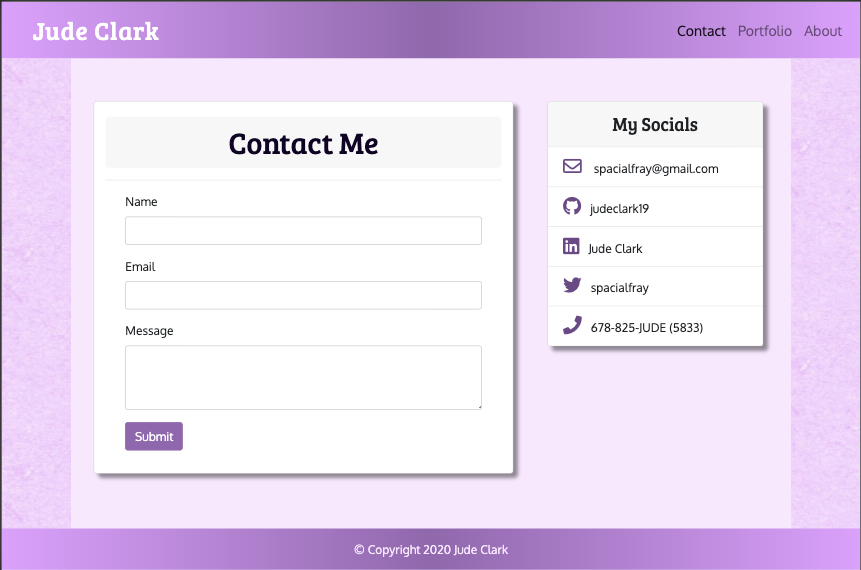 Jude Clark
Contact Portfolio About
Contact Me
Name
Email
Message
Submit
My Socials
spacialfray@gmail.com
judeclark19
Jude Clark
spacialfray
678-825-JUDE (5833)
© Copyright 2020 Jude Clark